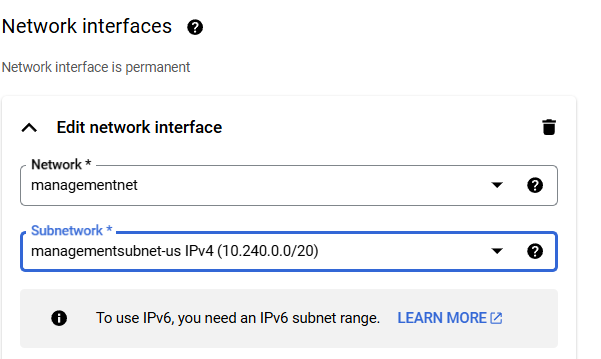 Network interfaces
Network interface is permanent
Edit network interface
Network *
managementnet
Subnetwork *
managementsubnet-us IPv4 (10.240.0.0/20)
To use IPv6, you need an IPv6 subnet range. LEARN MORE